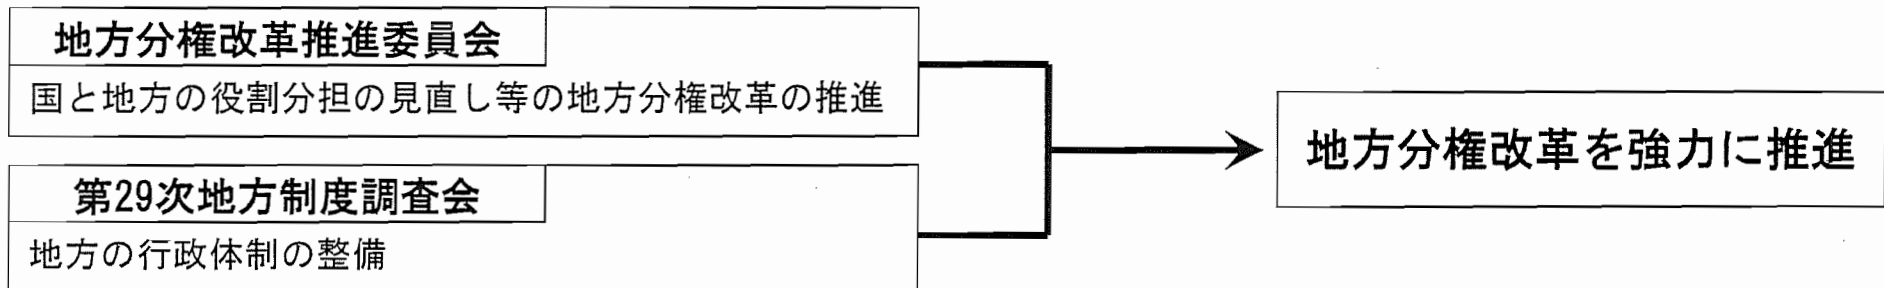 地方分権改革推進委員会
国と地方の役割分担の見直し等の地方分権改革の推進
第29次地方制度調査会
地方の行政体制の整備
地方分権改革を強力に推進